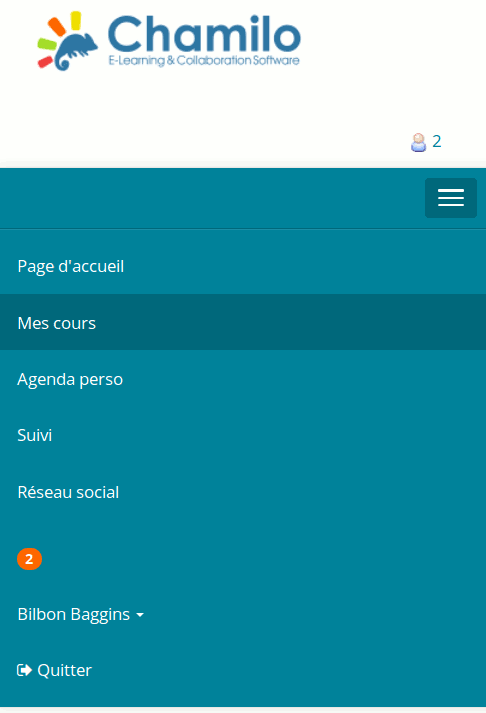 Chamilo
E-Learning & Collaboration Software
2
Page d'accueil
Mes cours
Agenda perso
Suivi
Réseau social
2
Bilbon Baggins
Quitter